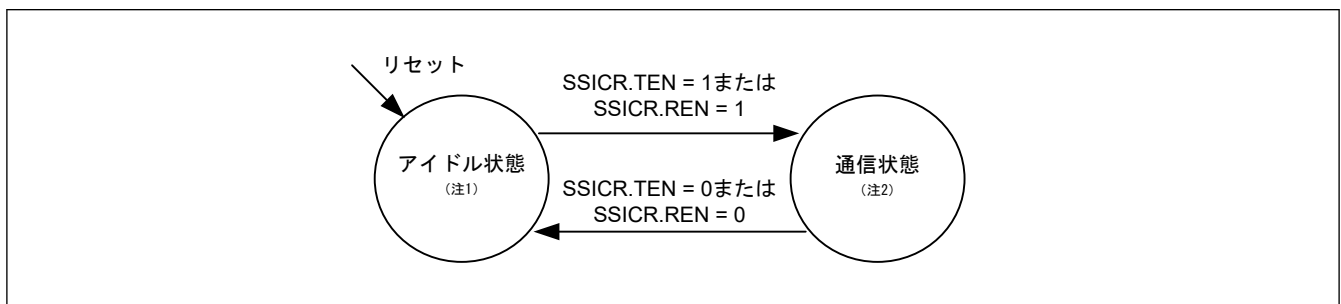 リセット
SSICR.TEN = 1または
SSICR.REN = 1
アイドル状態
(注1)
通信状態
(注2)
SSICR.TEN = 0または
SSICR.REN = 0